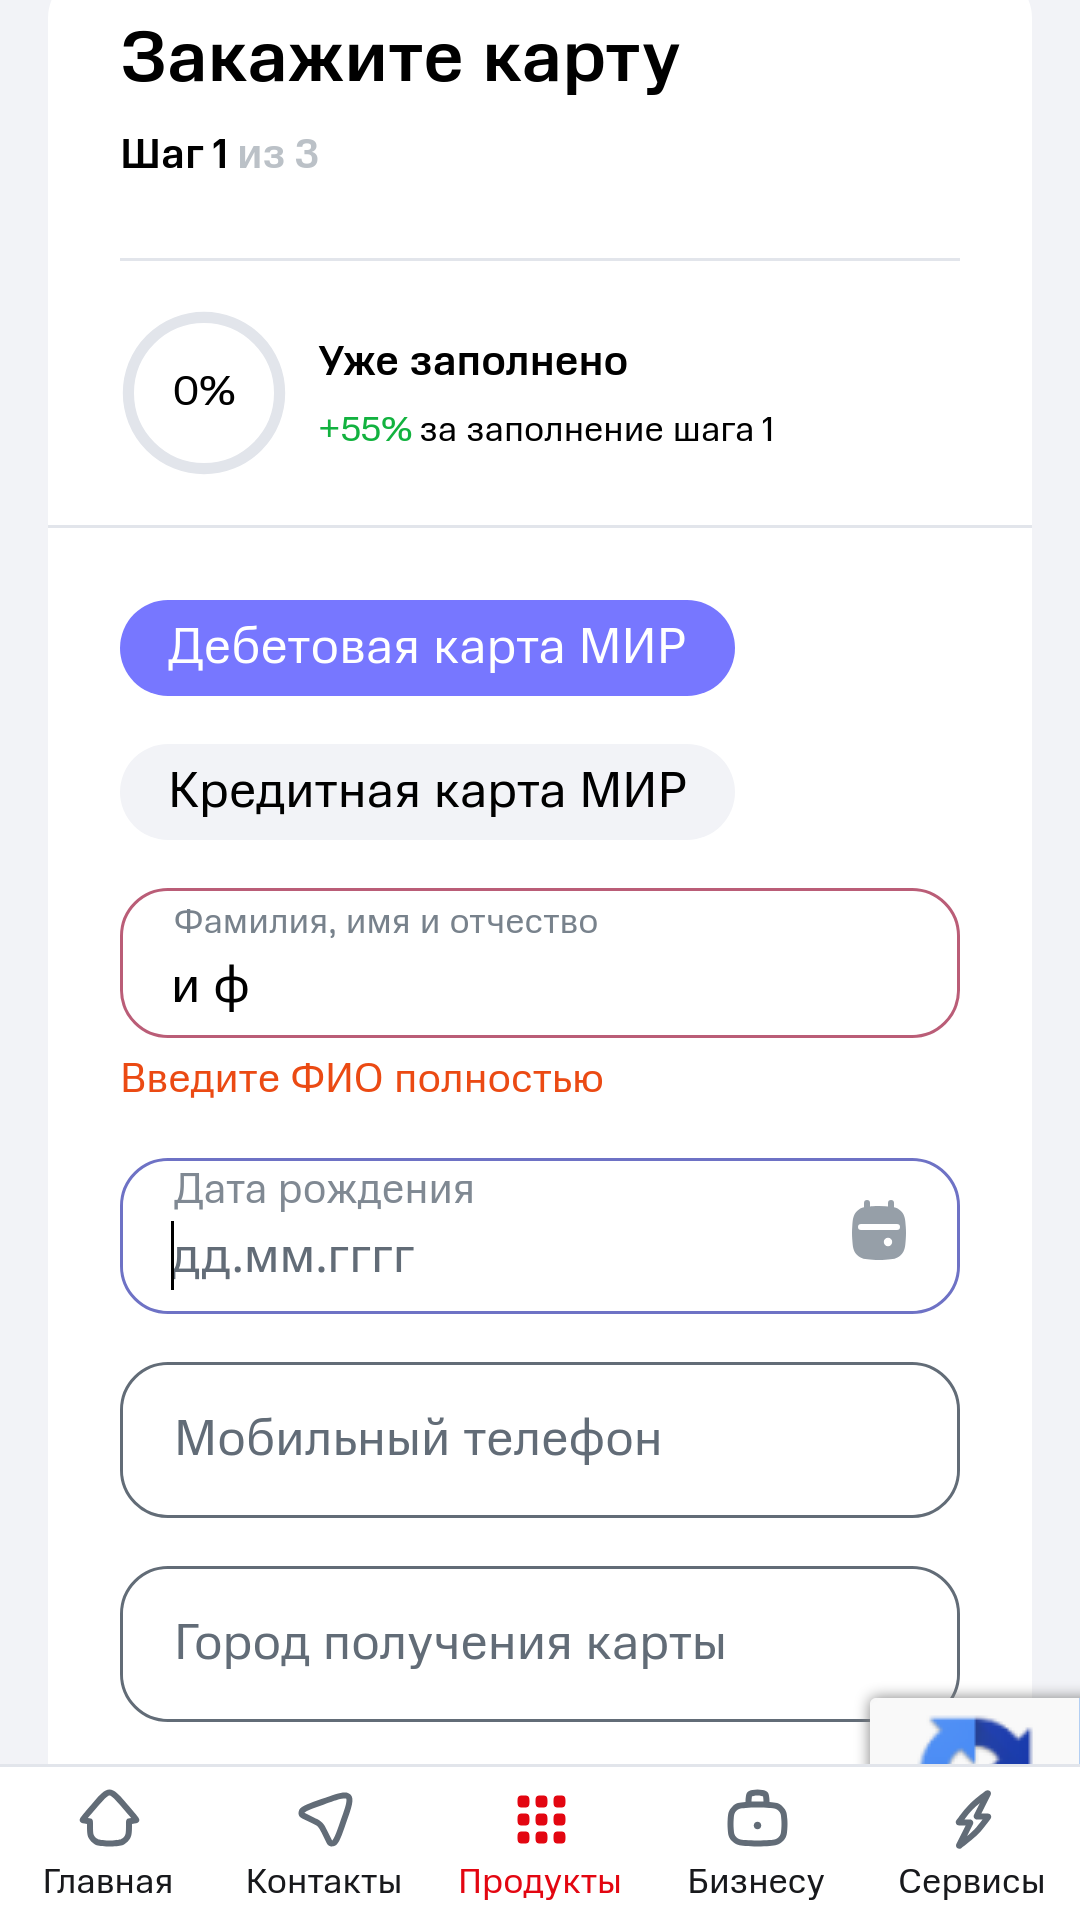 Закажите карту
Шаг 1 из 3
0%
Уже заполнено
+55% за заполнение шага 1
Дебетовая карта МИР
Кредитная карта МИР
Фамилия, имя и отчество
и ф
Введите ФИО полностью
Дата рождения
дд.мм.гггг
Мобильный телефон
Город получения карты
Главная
Контакты
Продукты
Бизнесу
Сервисы